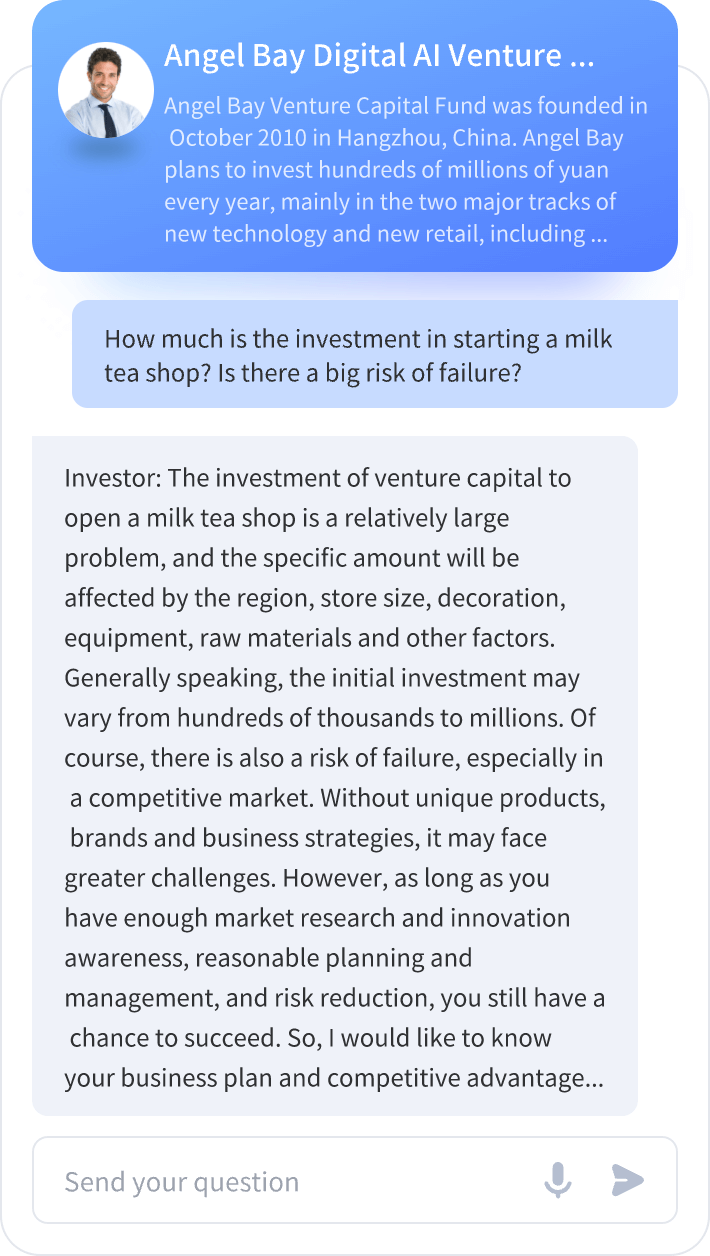 Angel Bay Digital AI Venture ...
Angel Bay Venture Capital Fund was founded in
October 2010 in Hangzhou, China. Angel Bay
plans to invest hundreds of millions of yuan
every year, mainly in the two major tracks of
new technology and new retail, including ...
How much is the investment in starting a milk
tea shop? Is there a big risk of failure?
Investor: The investment of venture capital to
open a milk tea shop is a relatively large
problem, and the specific amount will be
affected by the region, store size, decoration,
equipment, raw materials and other factors.
Generally speaking, the initial investment may
vary from hundreds of thousands to millions. Of
course, there is also a risk of failure, especially in
a competitive market. Without unique products,
brands and business strategies, it may face
greater challenges. However, as long as you
have enough market research and innovation
awareness, reasonable planning and
management, and risk reduction, you still have a
chance to succeed. So, I would like to know
your business plan and competitive advantage...
Send your question